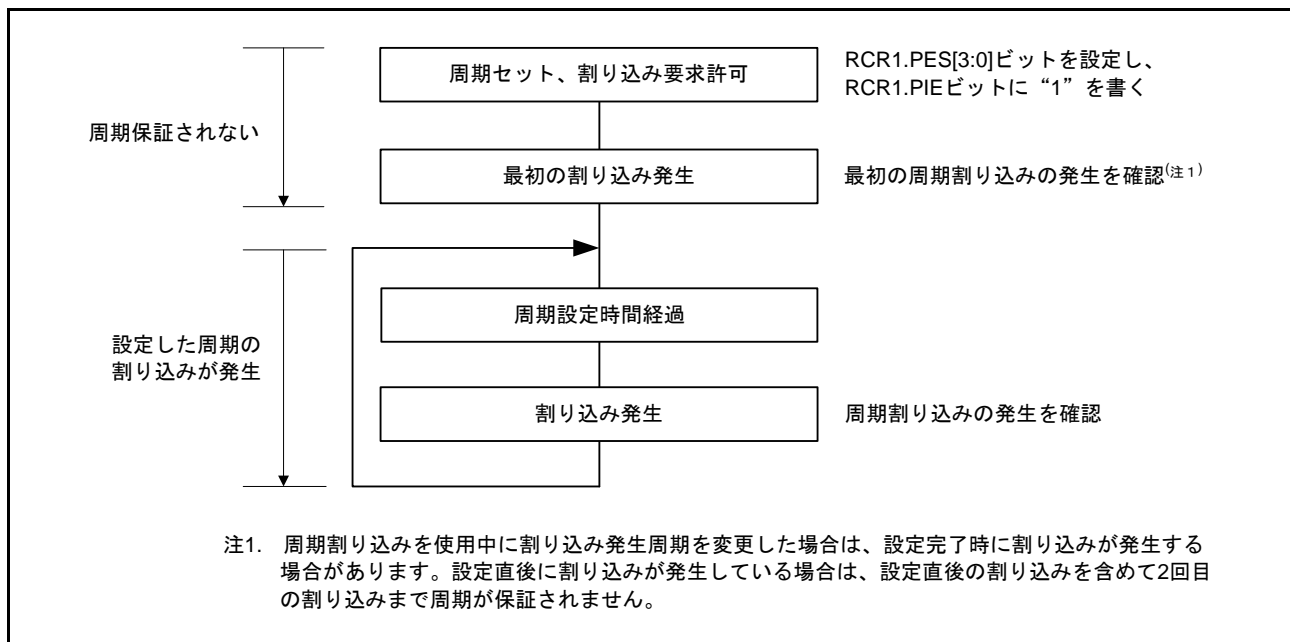 周期セット、割り込み要求許可
RCR1.PES[3:0]ビットを設定し、
RCR1.PIEビットに“1”を書く
周期保証されない
最初の割り込み発生
最初の周期割り込みの発生を確認(注1)
周期設定時間経過
設定した周期の
割り込みが発生
割り込み発生
周期割り込みの発生を確認
注1. 周期割り込みを使用中に割り込み発生周期を変更した場合は、設定完了時に割り込みが発生する
場合があります。設定直後に割り込みが発生している場合は、設定直後の割り込みを含めて2回目
の割り込みまで周期が保証されません。